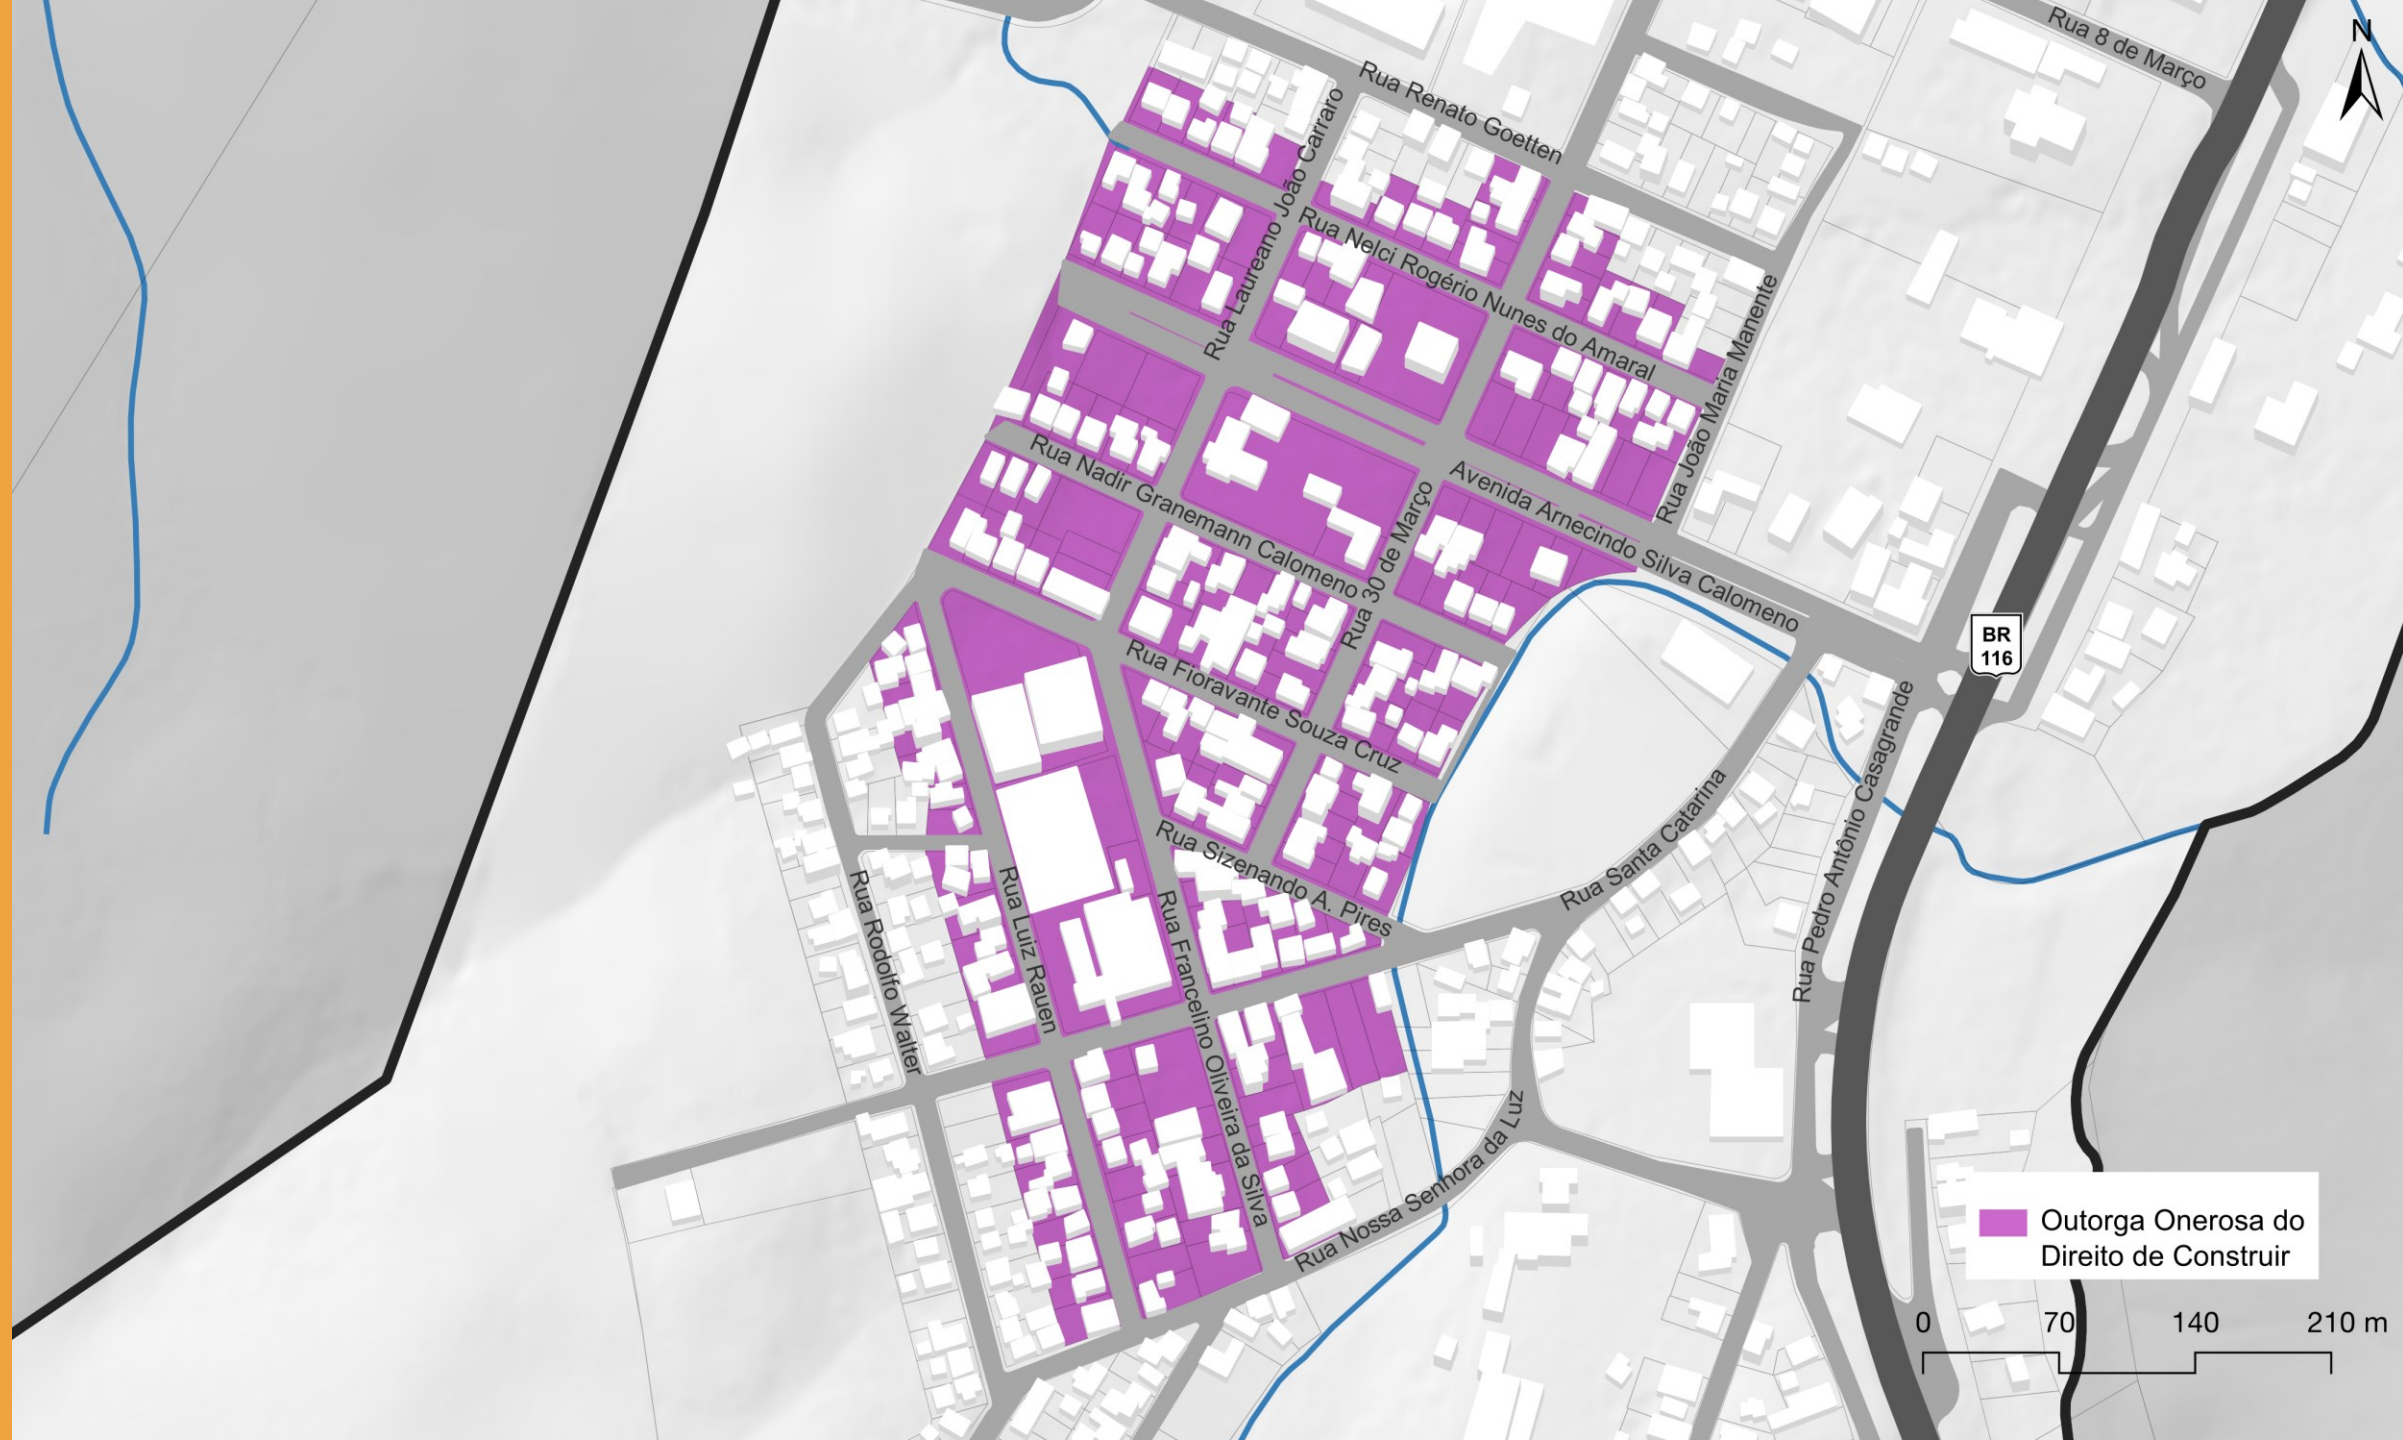 Rua 8 de Março
N
Rua Renato Goetten
Rua Laureano João Carraro
Rua Nelci Rogério Nunes do Amaral
Rua João Maria Manente
Rua Nadir Granemann Calomeno
Avenida Arnecindo Silva Calomeno
Rua 30 de Março
BR
116
Rua Fioravante Souza Cruz
Rua Pedro Antônio Casagrande
Rua Santa Catarina
Rua Sizenando A. Pires
Rua Rodolfo Walter
Rua Luiz Rauen
Rua Francelino Oliveira da Silva
Rua Nossa Senhora da Luz
Outorga Onerosa do
Direito de Construir
0 70 140 210 m